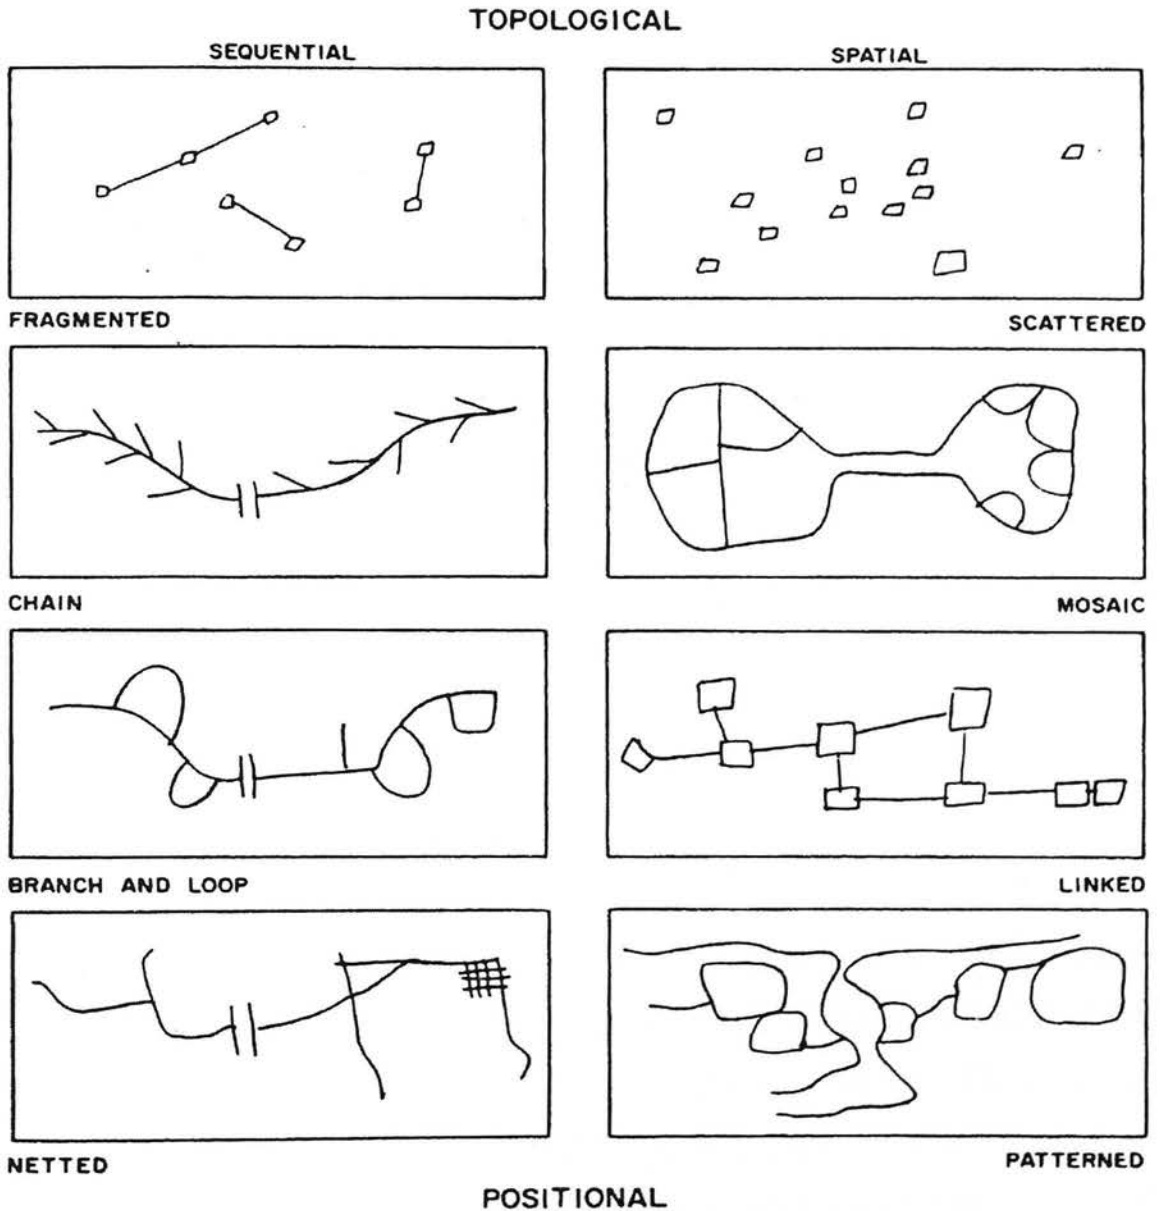 TOPOLOGICAL
SEQUENTIAL
SPATIAL
FRAGMENTED
SCATTERED
CHAIN
MOSAIC
BRANCH AND LOOP
LINKED
NETTED
PATTERNED
POSITIONAL